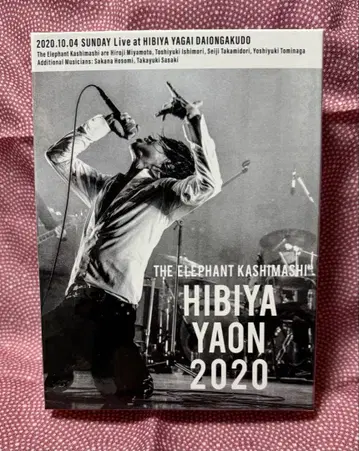 2020.10.04 SUNDAY Live at HIBIYA YAGAI DAIONGAKUDO
The Elephant Kashimashi are Hiroji Miyamoto, Toshiyuki Ishimori, Seiji Takamidori, Yoshiyuki Tominaga
Additional Musicians: Sakana Hosomi, Takayuki Sasaki
THE ELEPHANT KASHIMASHI
HIBIYA
YAON
2020